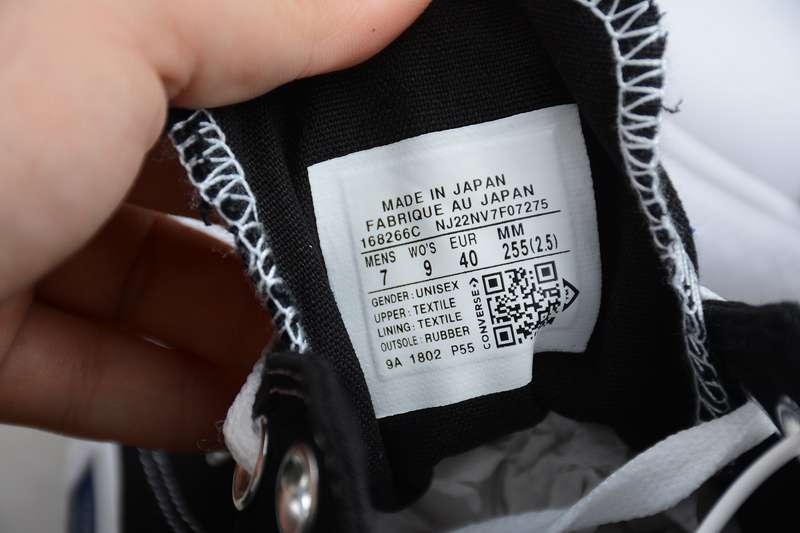 MADE IN JAPAN
FABRIQUE AU JAPAN
168266C NJ22NV7F07275
MENS WO'S EUR MM
7 9 40 255(2.5)
GENDER: UNISEX
UPPER: TEXTILE
LINING: TEXTILE
OUTSOLE: RUBBER
9A 1802 P55
CONVERSE